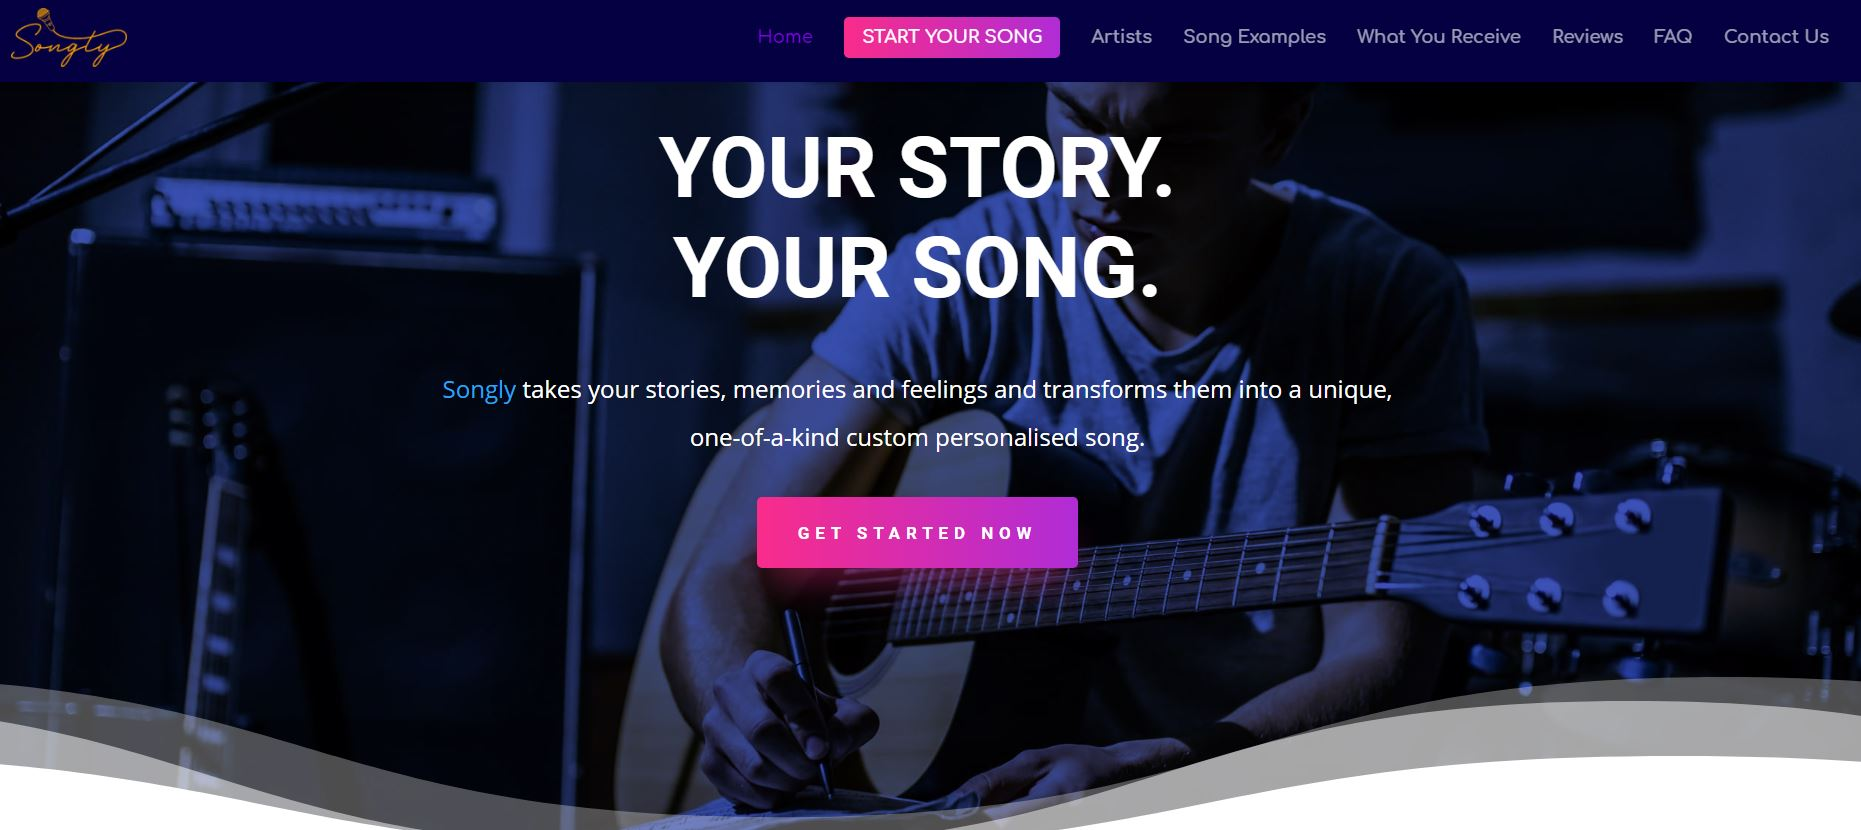 Songly
Home
START YOUR SONG
Artists
Song Examples
What You Receive
Reviews
FAQ
Contact Us
YOUR STORY.
YOUR SONG.
Songly takes your stories, memories and feelings and transforms them into a unique,
one-of-a-kind custom personalised song.
GET STARTED NOW